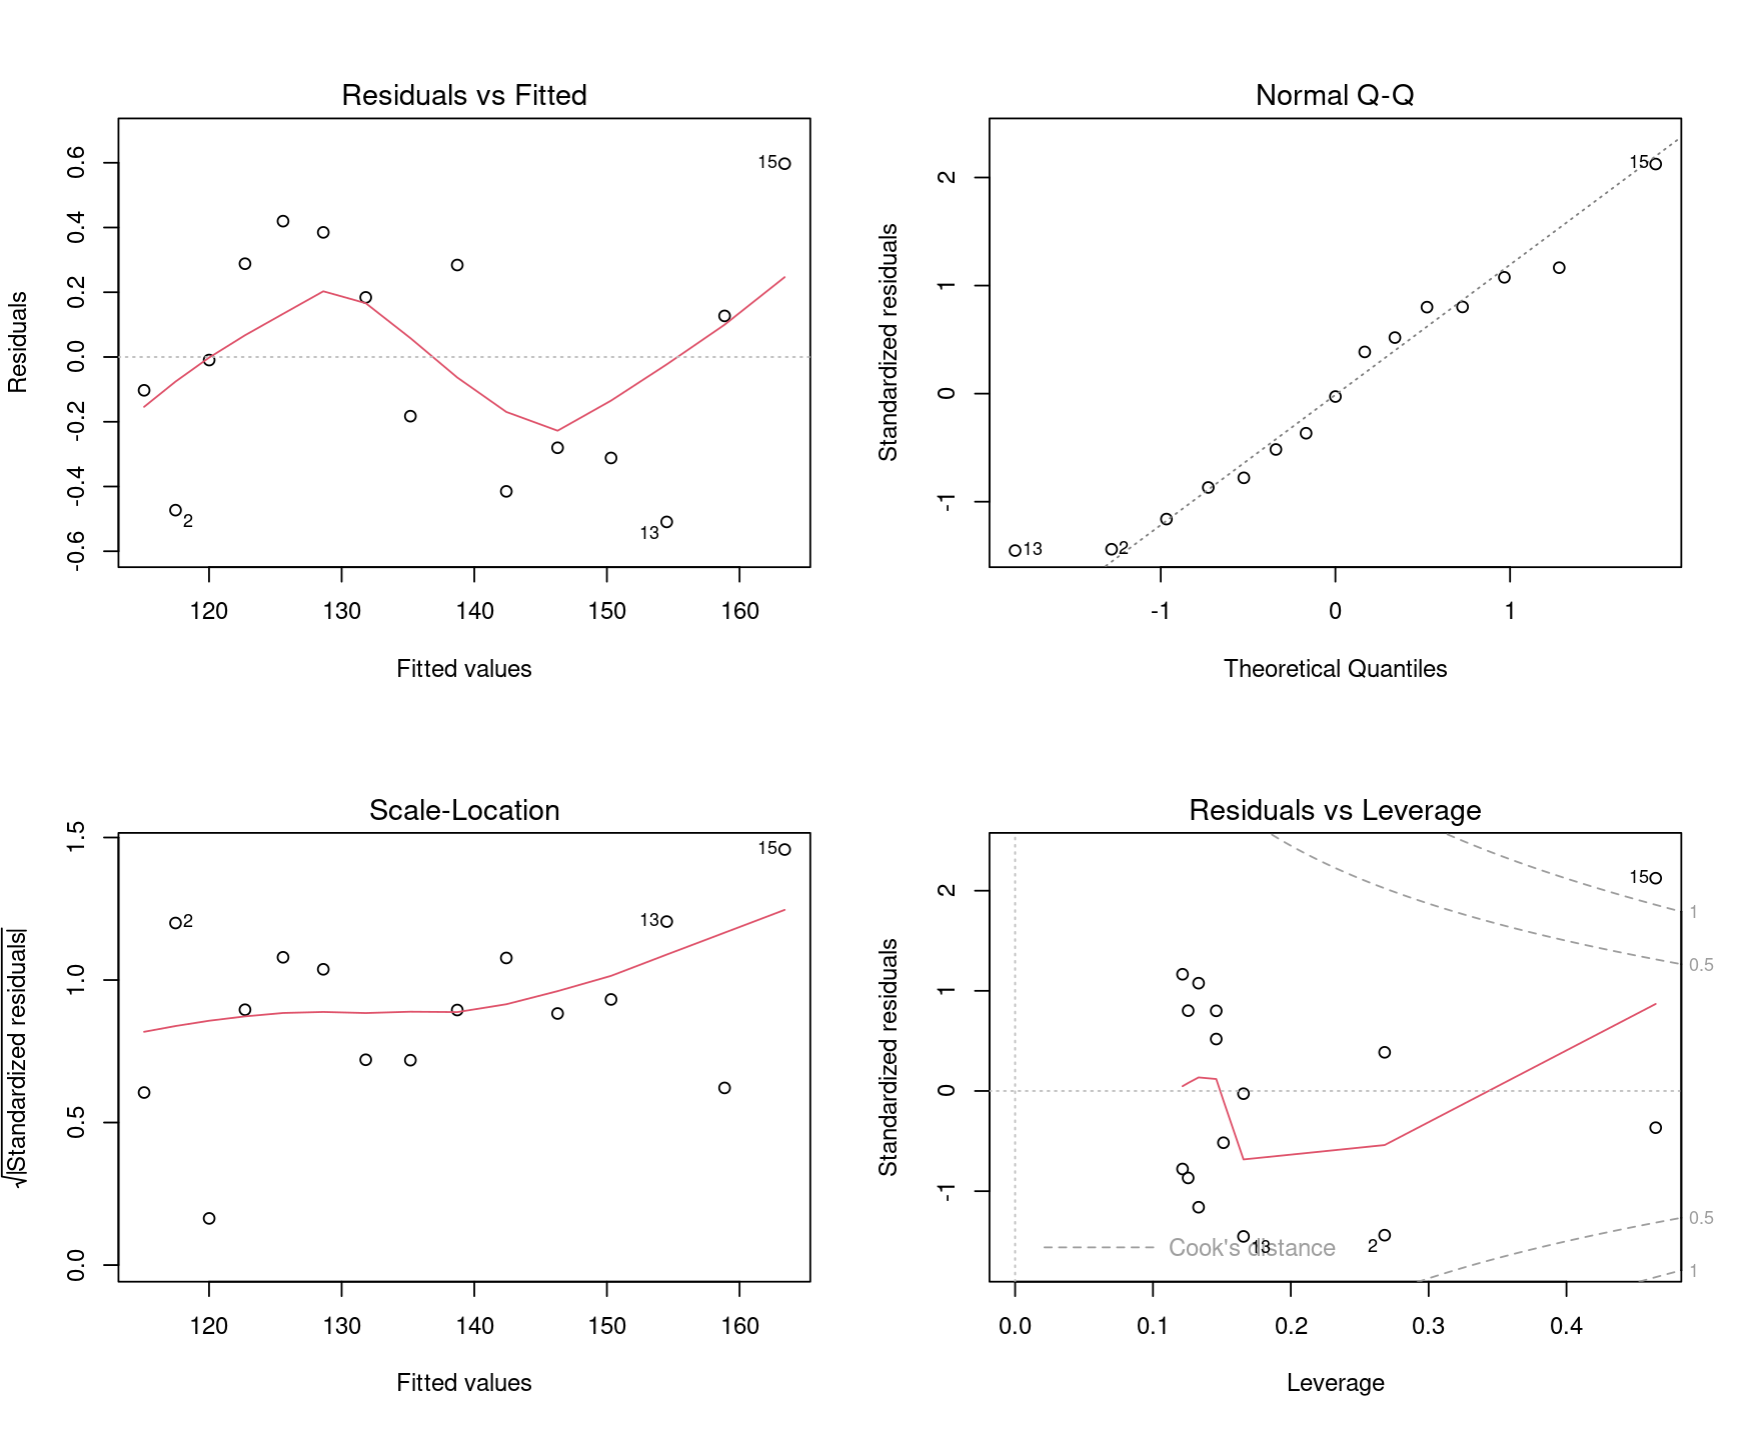 Residuals vs Fitted
Residuals
0.6
0.4
0.2
0.0
-0.2
-0.4
-0.6
15
2
13
120 130 140 150 160
Fitted values
Normal Q-Q
Standardized residuals
2
1
0
-1
15
13
2
-1 0 1
Theoretical Quantiles
Scale-Location
√|Standardized residuals|
1.5
1.0
0.5
0.0
15
2
13
120 130 140 150 160
Fitted values
Residuals vs Leverage
Standardized residuals
2
1
0
-1
15
1
0.5
0.5
1
Cook's distance
13
2
0.0 0.1 0.2 0.3 0.4
Leverage